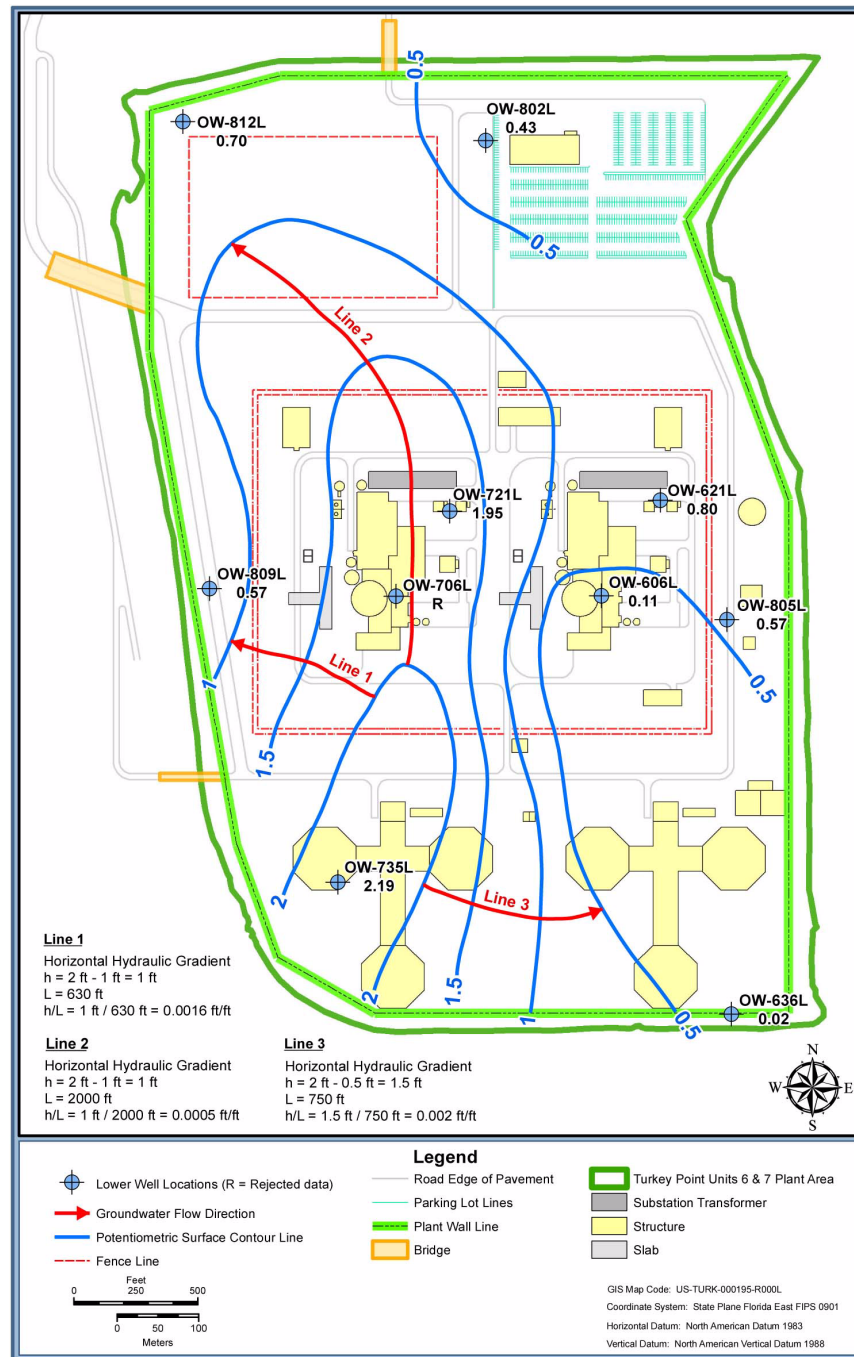 0.5
OW-812L
0.70
OW-802L
0.43
0.5
Line 2
OW-721L
1.95
OW-621L
0.80
OW-809L
0.57
OW-706L
R
OW-606L
0.11
OW-805L
0.57
Line 1
1
0.5
1.5
OW-735L
2.19
Line 3
2
2
1.5
1
0.5
OW-636L
0.02
Line 1
Horizontal Hydraulic Gradient
h = 2 ft - 1 ft = 1 ft
L = 630 ft
h/L = 1 ft / 630 ft = 0.0016 ft/ft
Line 2
Horizontal Hydraulic Gradient
h = 2 ft - 1 ft = 1 ft
L = 2000 ft
h/L = 1 ft / 2000 ft = 0.0005 ft/ft
Line 3
Horizontal Hydraulic Gradient
h = 2 ft - 0.5 ft = 1.5 ft
L = 750 ft
h/L = 1.5 ft / 750 ft = 0.002 ft/ft
N
W E
S
Legend
Lower Well Locations (R = Rejected data)
Groundwater Flow Direction
Potentiometric Surface Contour Line
Fence Line
Road Edge of Pavement
Parking Lot Lines
Plant Wall Line
Bridge
Turkey Point Units 6 & 7 Plant Area
Substation Transformer
Structure
Slab
Feet
0 250 500
0 50 100
Meters
GIS Map Code: US-TURK-000195-R000L
Coordinate System: State Plane Florida East FIPS 0901
Horizontal Datum: North American Datum 1983
Vertical Datum: North American Vertical Datum 1988